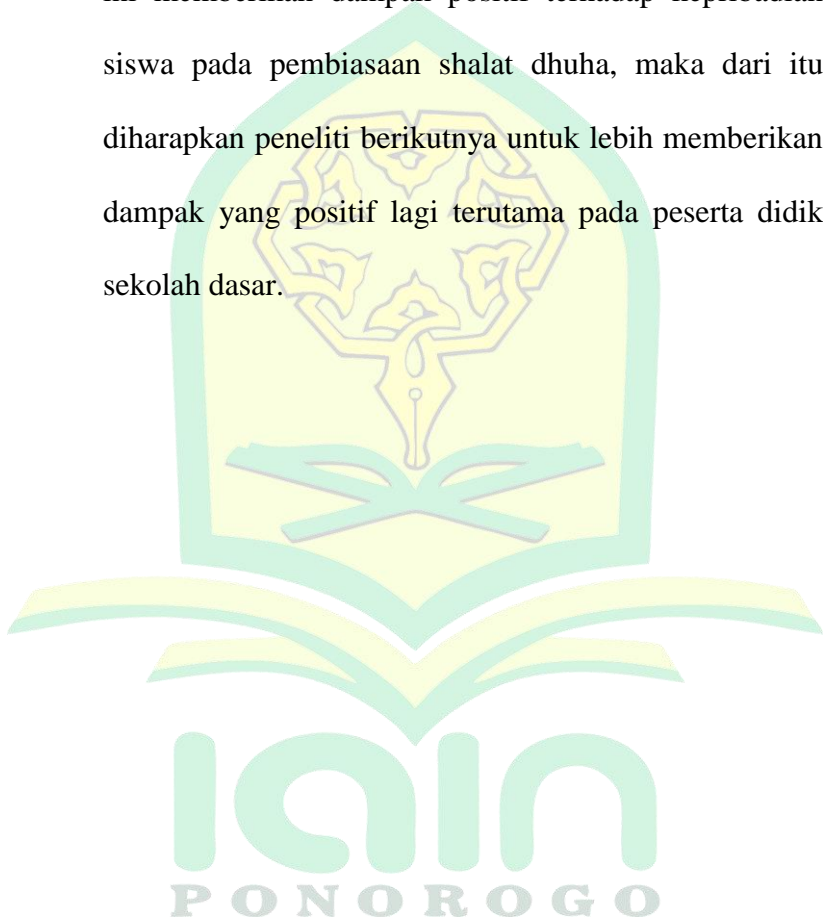 siswa pada pembiasaan shalat dhuha, maka dari itu
diharapkan peneliti berikutnya untuk lebih memberikan
dampak yang positif lagi terutama pada peserta didik
sekolah dasar.
IAIN
PONOROGO